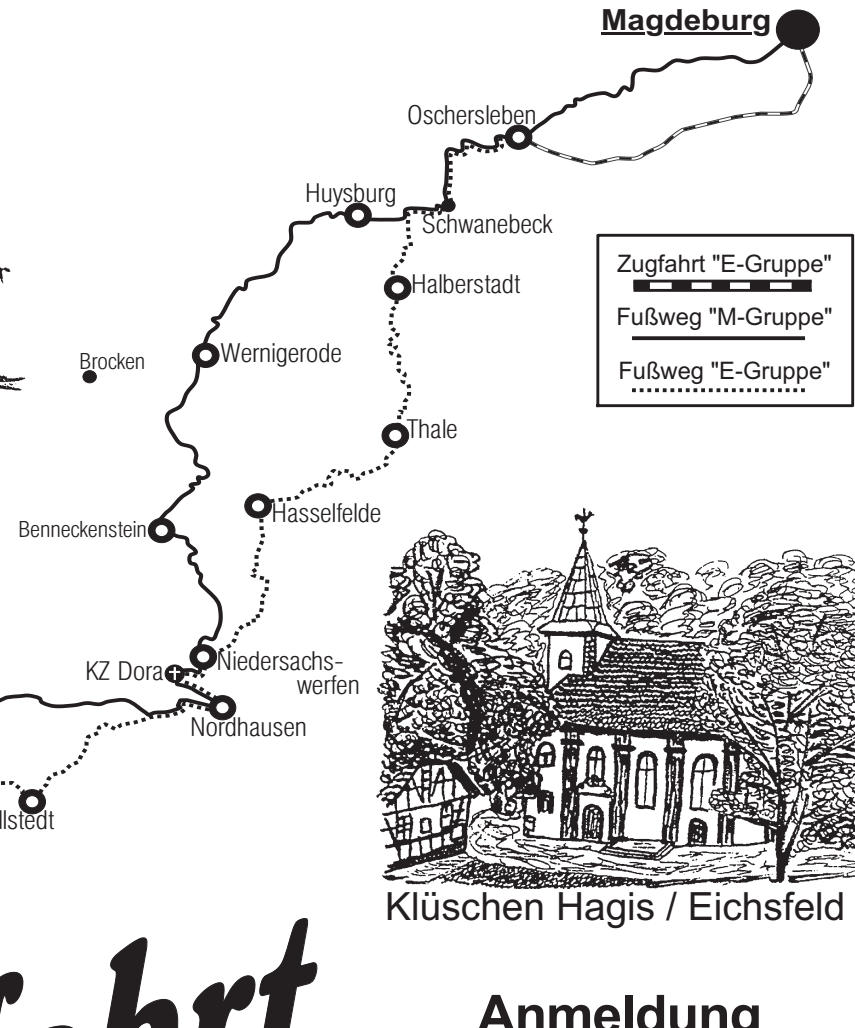 Magdeburg
Oschersleben
Huysburg
Schwanebeck
Zugfahrt "E-Gruppe"
Halberstadt
Fußweg "M-Gruppe"
Wernigerode
Brocken
Fußweg "E-Gruppe"
Thale
Hasselfelde
Benneckenstein
Niedersachs-
werfen
KZ Dora
Nordhausen
llstedt
Klüschen Hagis / Eichsfeld
Anmeldung